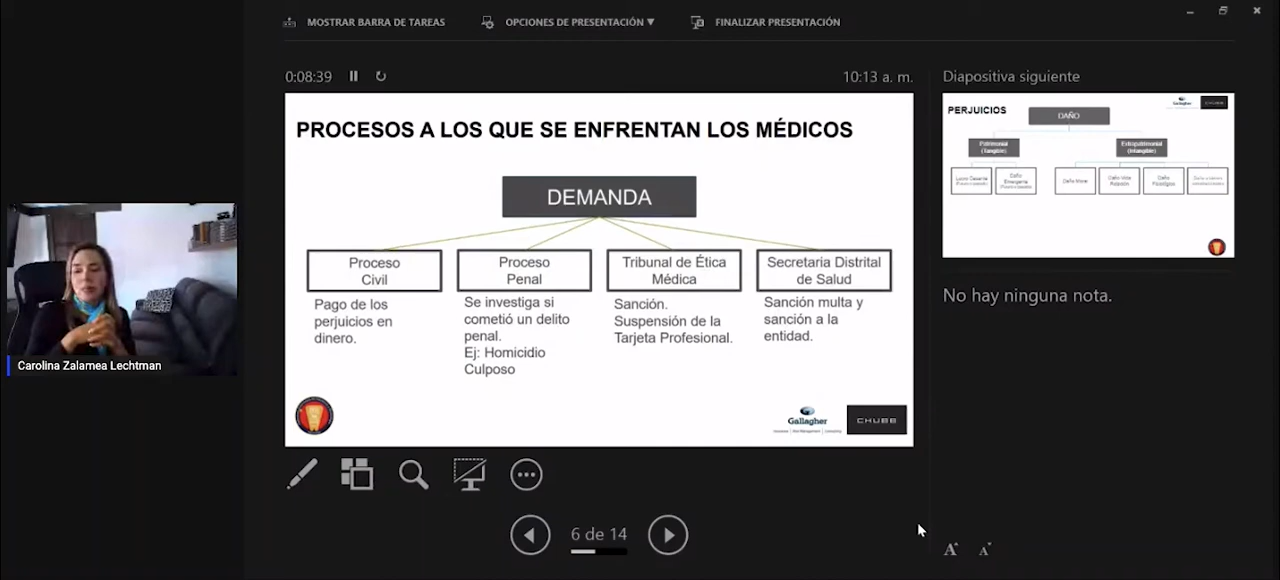 MOSTRAR BARRA DE TAREAS
OPCIONES DE PRESENTACIÓN ▼
FINALIZAR PRESENTACIÓN
0:08:39
10:13 a. m.
PROCESOS A LOS QUE SE ENFRENTAN LOS MÉDICOS
DEMANDA
Proceso
Civil
Pago de los
perjuicios en
dinero.
Proceso
Penal
Se investiga si
cometió un delito
penal.
Ej: Homicidio
Culposo
Tribunal de Ética
Médica
Sanción.
Suspensión de la
Tarjeta Profesional.
Secretaria Distrital
de Salud
Sanción multa y
sanción a la
entidad.
Gallagher
CHUBB
6 de 14
Diapositiva siguiente
PERJUICIOS
DAÑO
Patrimonial
(Tangible)
Extrapatrimonial
(Intangible)
Lucro Cesante
Daño
Emergente
Daño Moral
Daño Vida
Relación
Daño
Fisiológico
No hay ninguna nota.
A A
Carolina Zalamea Lechtman